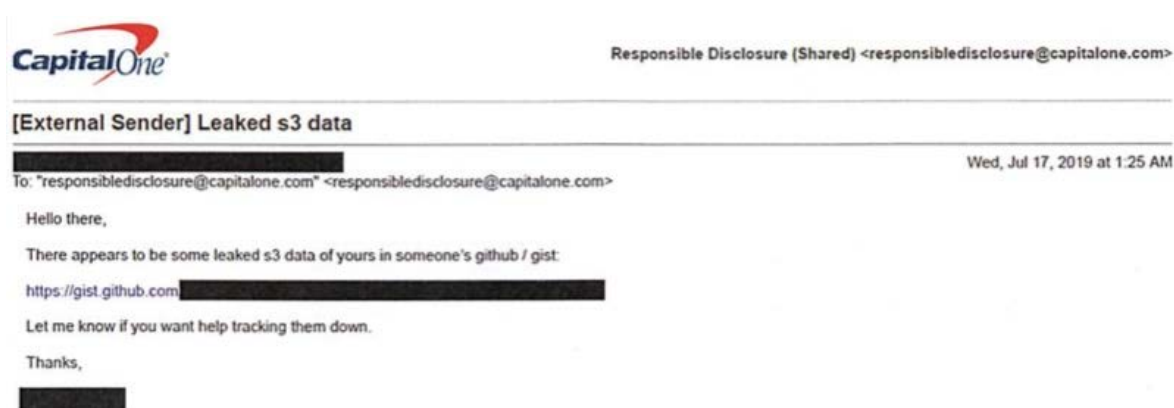 CapitalOne
Responsible Disclosure (Shared) <responsibledisclosure@capitalone.com>
[External Sender] Leaked s3 data
Wed, Jul 17, 2019 at 1:25 AM
To: "responsibledisclosure@capitalone.com" <responsibledisclosure@capitalone.com>
Hello there,
There appears to be some leaked s3 data of yours in someone's github / gist:
https://gist.github.com
Let me know if you want help tracking them down.
Thanks,